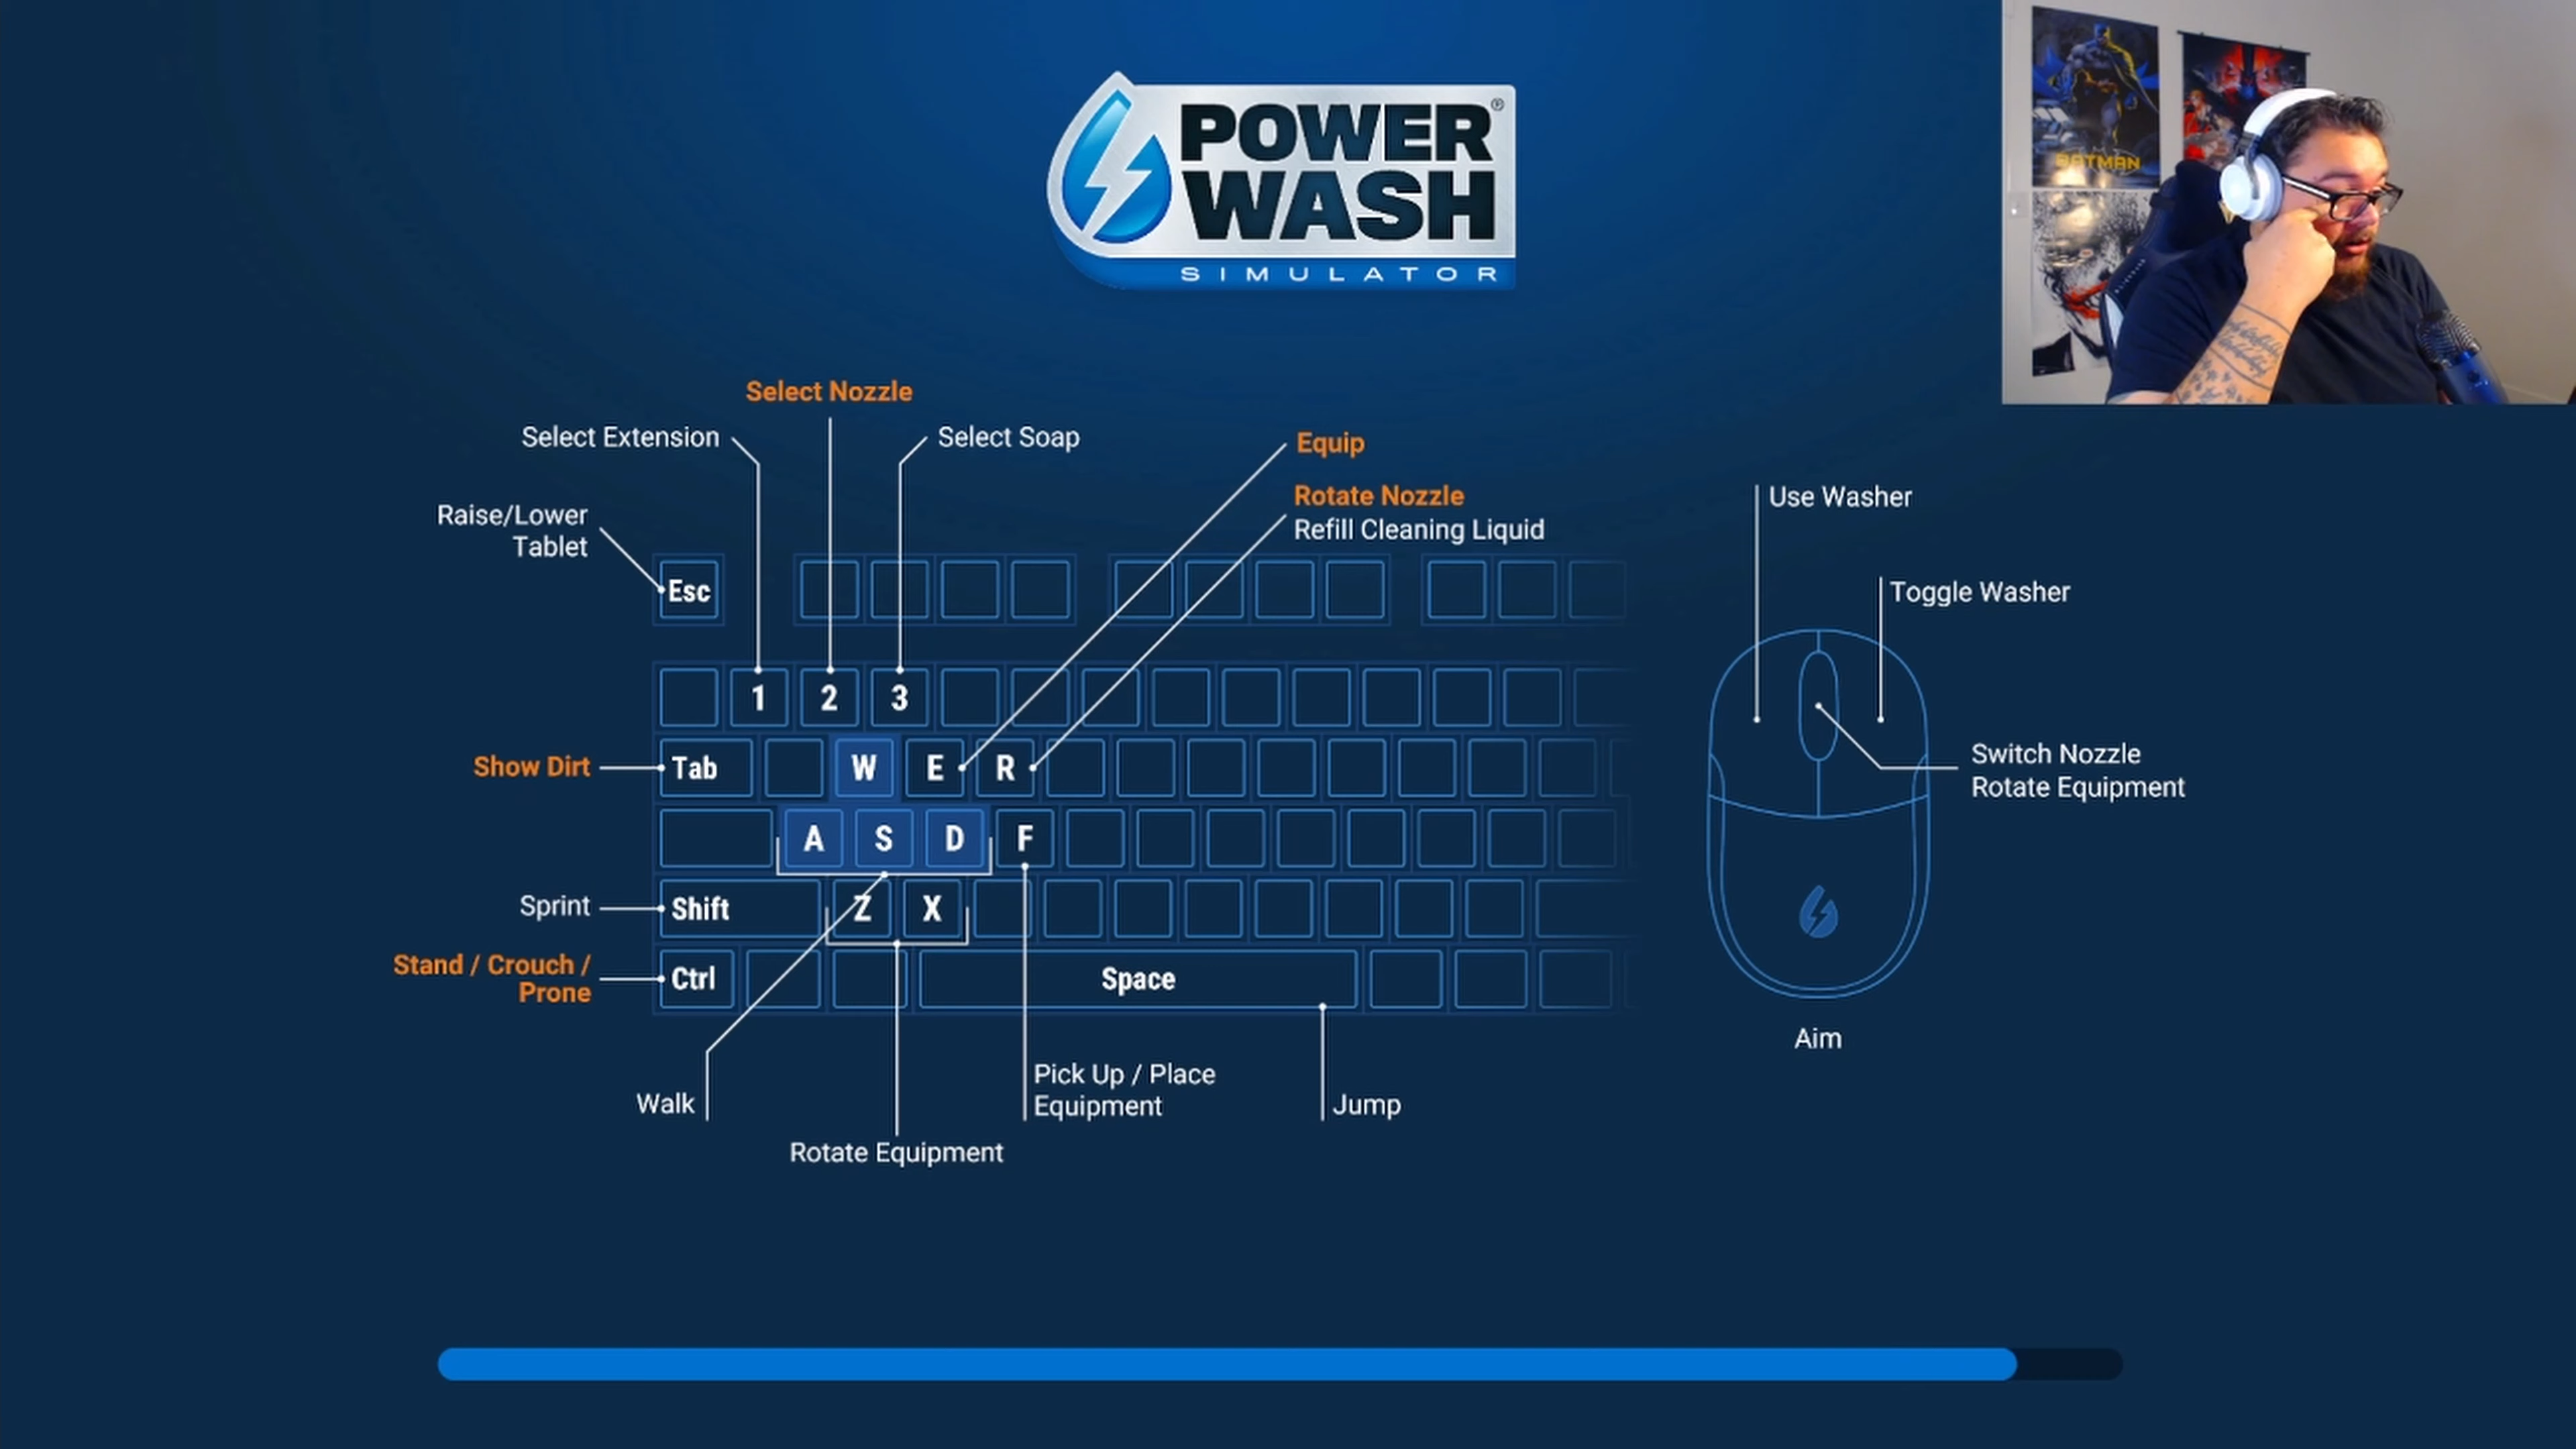 POWER®
WASH
SIMULATOR
BATMAN
Select Nozzle
Select Extension
Select Soap
Equip
Rotate Nozzle
Refill Cleaning Liquid
Raise/Lower
Tablet
Use Washer
Toggle Washer
Esc
1 2 3
Show Dirt
Tab W E R
Switch Nozzle
Rotate Equipment
A S D F
Sprint
Shift Z X
Stand / Crouch /
Prone
Ctrl Space
Aim
Walk
Pick Up / Place
Equipment
Jump
Rotate Equipment